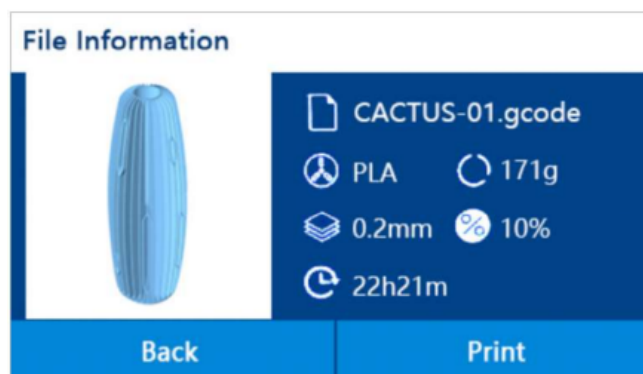 File Information
CACTUS-01.gcode
PLA 171g
0.2mm % 10%
22h21m
Back Print